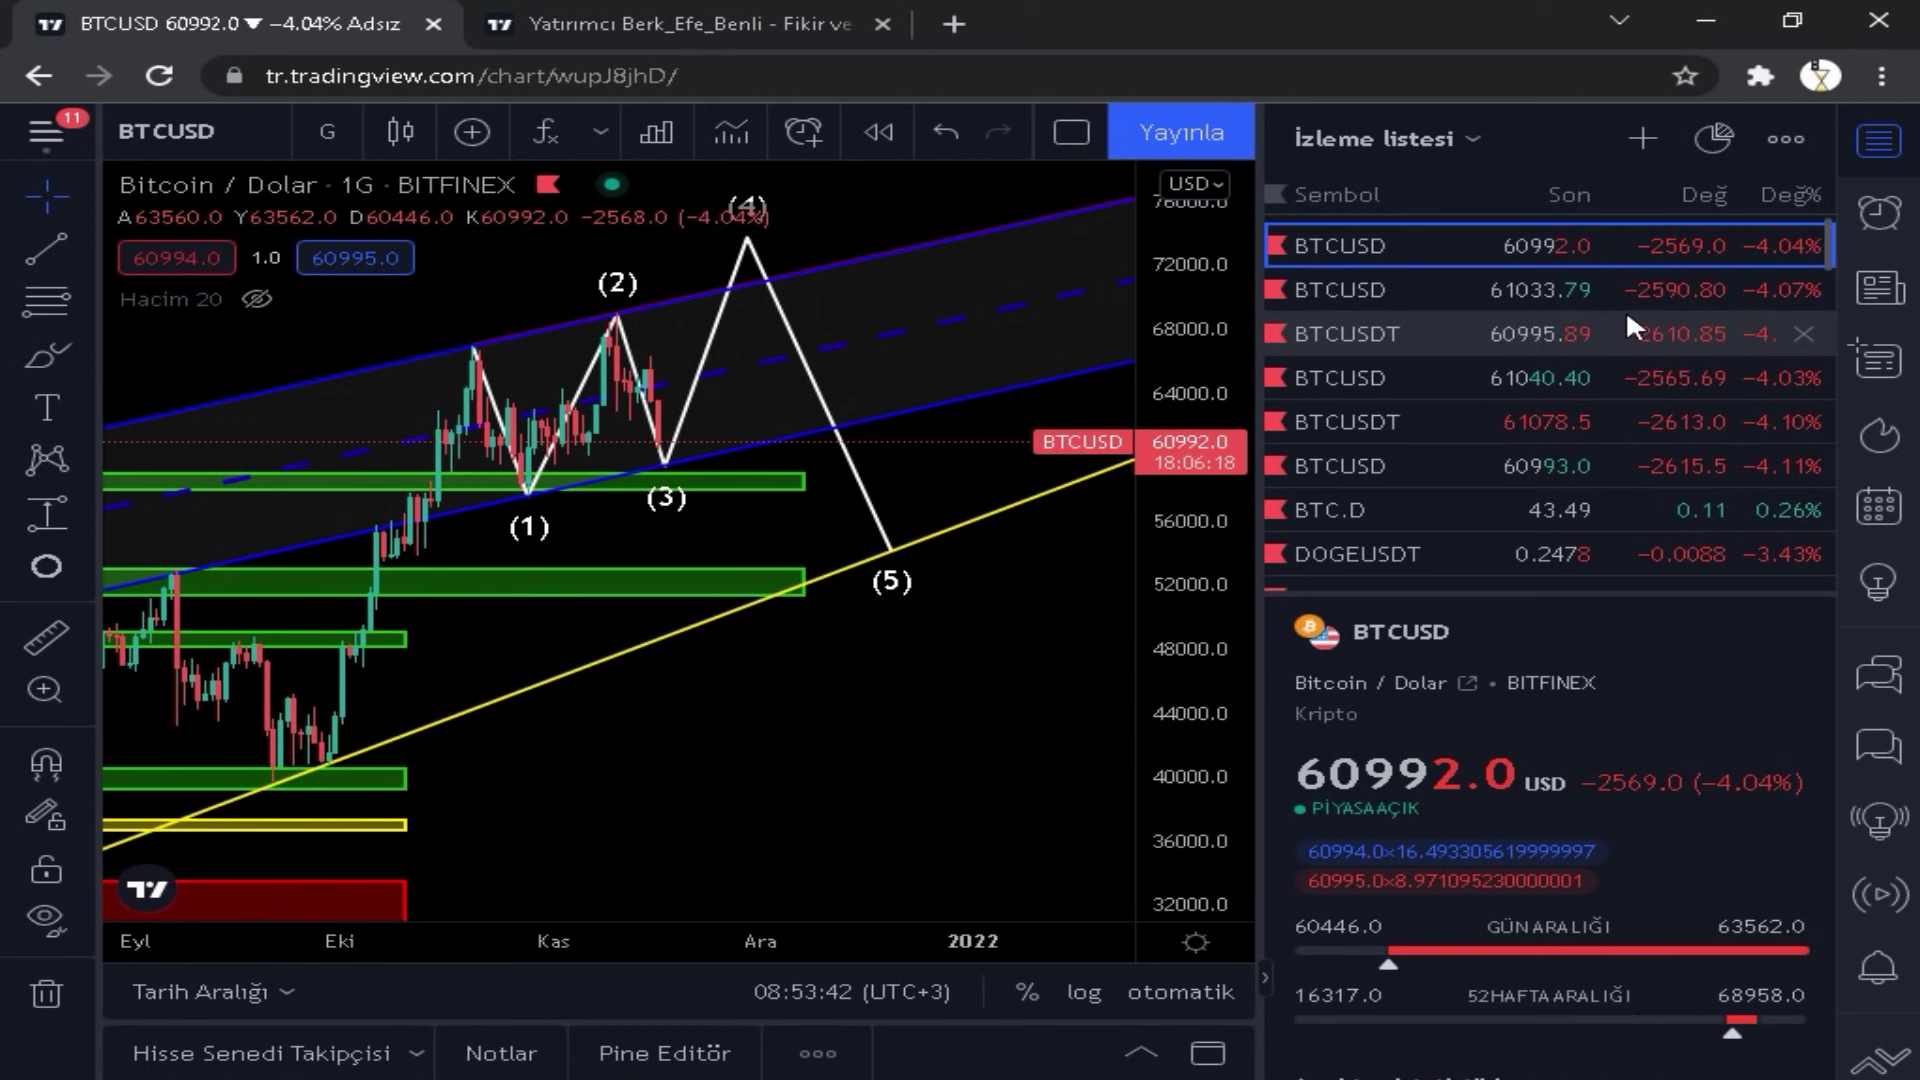 BTCUSD 60992.0 ▼ −4.04% Adsız
Yatırımcı Berk_Efe_Benli - Fikir ve
tr.tradingview.com/chart/wupJ8jhD/
11
BTCUSD
G
Yayınla
Bitcoin / Dolar · 1G · BITFINEX
A63560.0 Y63562.0 D60446.0 K60992.0 −2568.0 (−4.04%)
60994.0 1.0 60995.0
Hacim 20
(1)
(2)
(3)
(4)
(5)
USD
76000.0
72000.0
68000.0
64000.0
BTCUSD 60992.0
18:06:18
56000.0
52000.0
48000.0
44000.0
40000.0
36000.0
32000.0
Eyl Eki Kas Ara 2022
Tarih Aralığı
08:53:42 (UTC+3)
% log otomatik
Hisse Senedi Takipçisi
Notlar
Pine Editör
İzleme listesi
Sembol Son Değ Değ%
BTCUSD 60992.0 −2569.0 −4.04%
BTCUSD 61033.79 −2590.80 −4.07%
BTCUSDT 60995.89 −2610.85 −4.
BTCUSD 61040.40 −2565.69 −4.03%
BTCUSDT 61078.5 −2613.0 −4.10%
BTCUSD 60993.0 −2615.5 −4.11%
BTC.D 43.49 0.11 0.26%
DOGEUSDT 0.2478 −0.0088 −3.43%
BTCUSD
Bitcoin / Dolar • BITFINEX
Kripto
60992.0 USD −2569.0 (−4.04%)
PİYASA AÇIK
60994.0×16.493305619999997
60995.0×8.971095230000001
60446.0 GÜN ARALIĞI 63562.0
16317.0 52 HAFTA ARALIĞI 68958.0